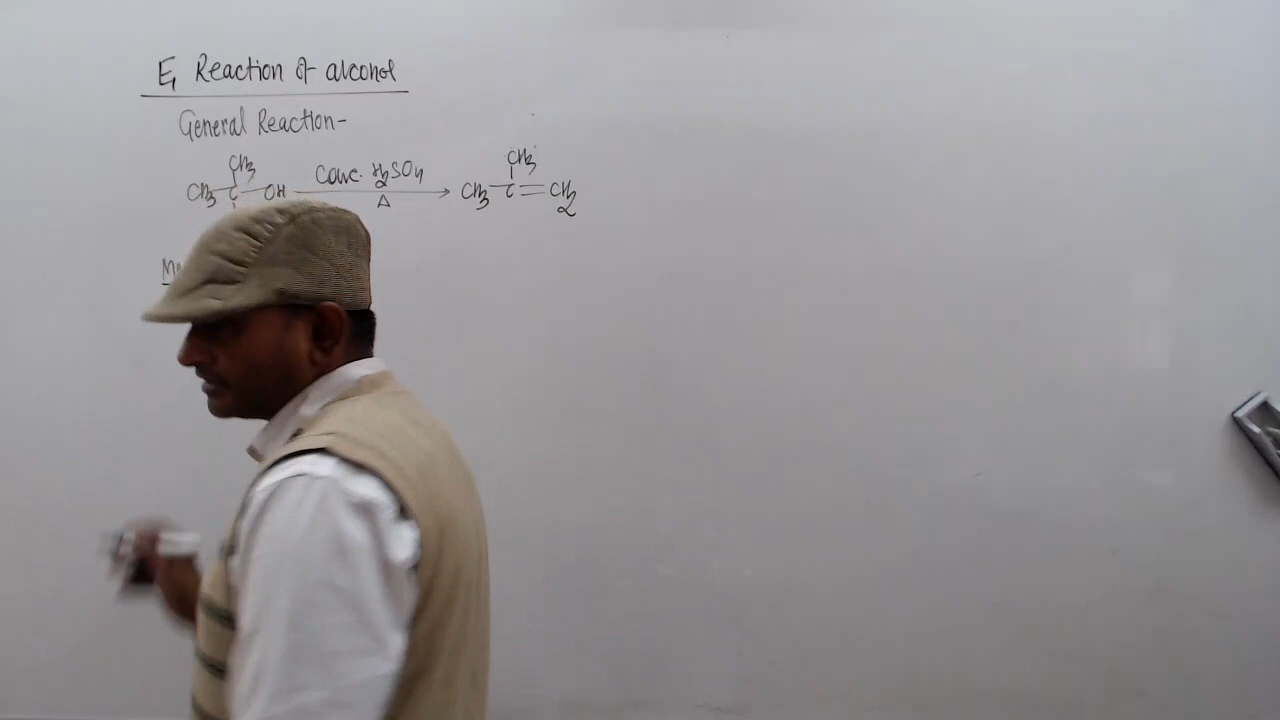 E1 Reaction of alcohol
General Reaction-
CH3
CH3-C-OH
Conc. H2SO4
Δ
CH3
CH3-C=CH2